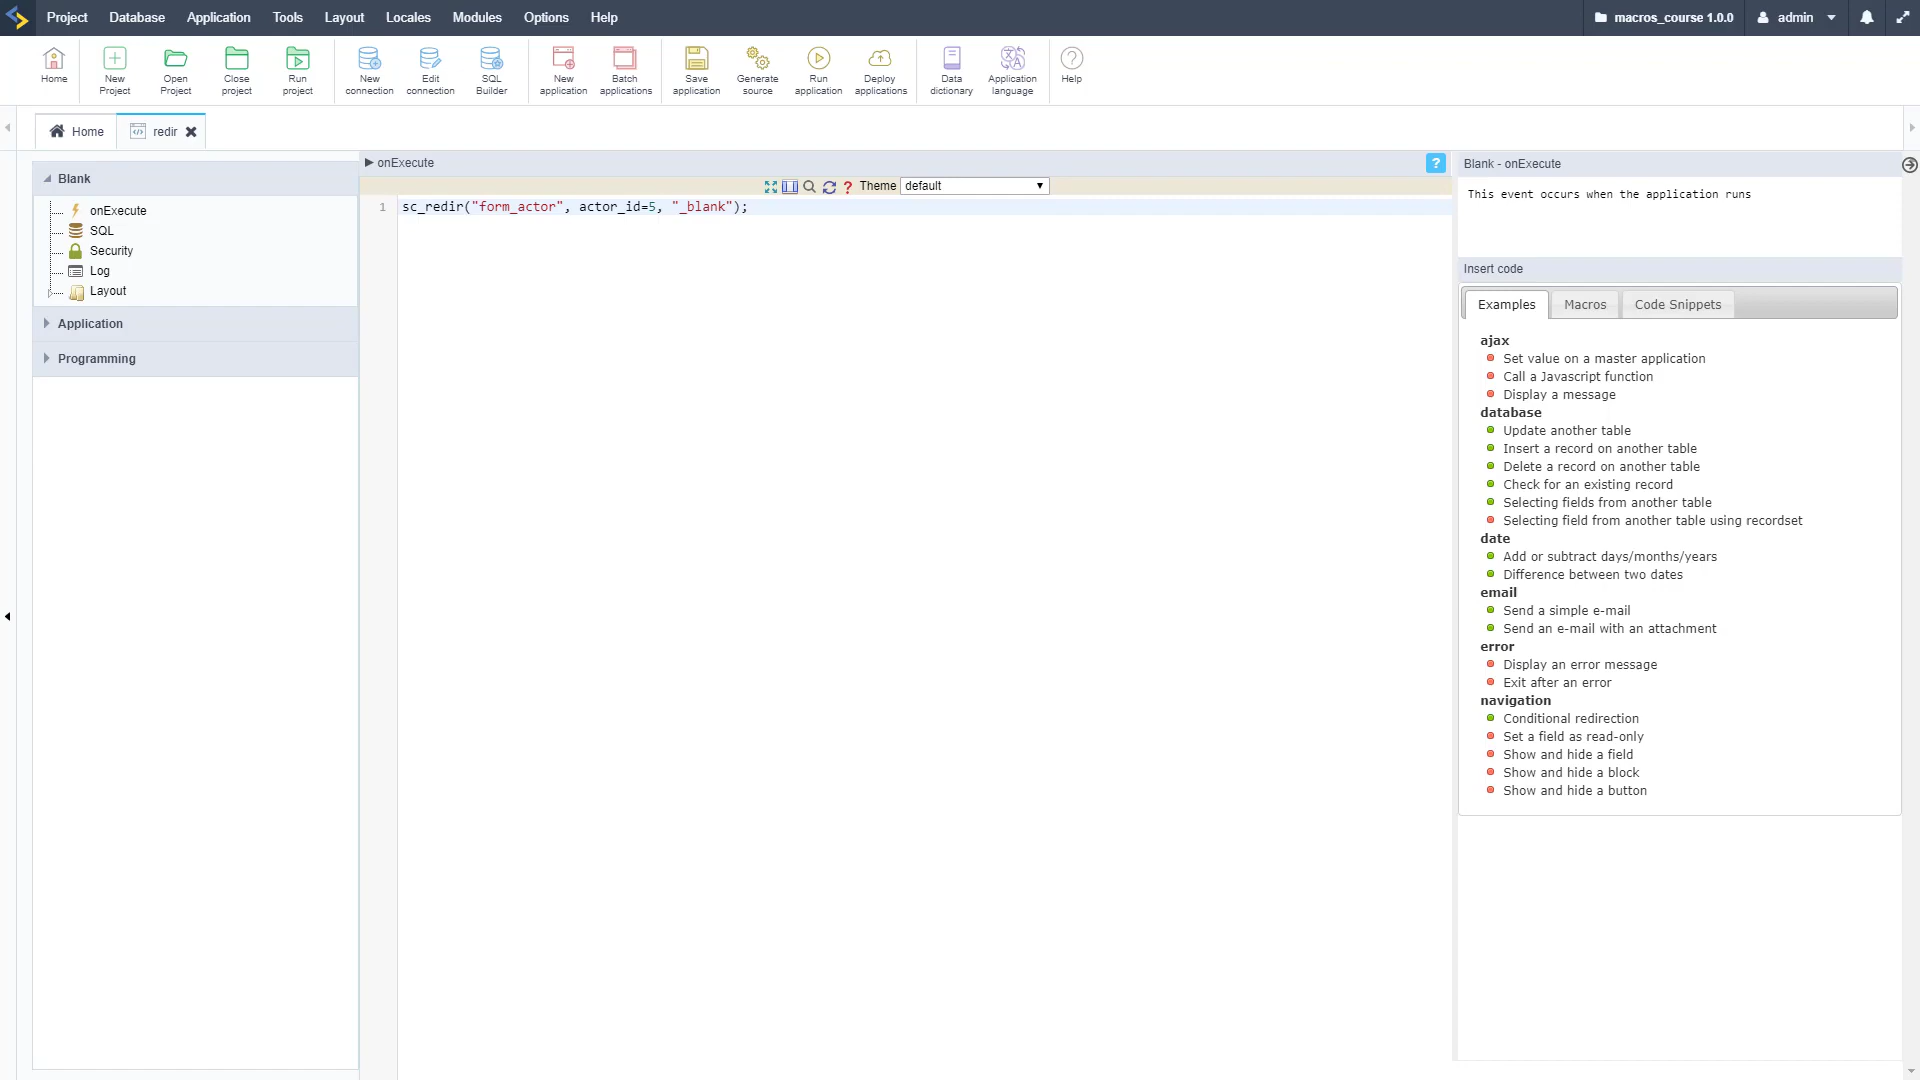 Project Database Application Tools Layout Locales Modules Options Help macros_course 1.0.0 admin
Home
New Project
Open Project
Close project
Run project
New connection
Edit connection
SQL Builder
New application
Batch applications
Save application
Generate source
Run application
Deploy applications
Data dictionary
Application language
Help
Home redir
Blank
onExecute
SQL
Security
Log
Layout
Application
Programming
onExecute
?
? Theme default
1 sc_redir("form_actor", actor_id=5, "_blank");
Blank - onExecute
This event occurs when the application runs
Insert code
Examples Macros Code Snippets
ajax
Set value on a master application
Call a Javascript function
Display a message
database
Update another table
Insert a record on another table
Delete a record on another table
Check for an existing record
Selecting fields from another table
Selecting field from another table using recordset
date
Add or subtract days/months/years
Difference between two dates
email
Send a simple e-mail
Send an e-mail with an attachment
error
Display an error message
Exit after an error
navigation
Conditional redirection
Set a field as read-only
Show and hide a field
Show and hide a block
Show and hide a button